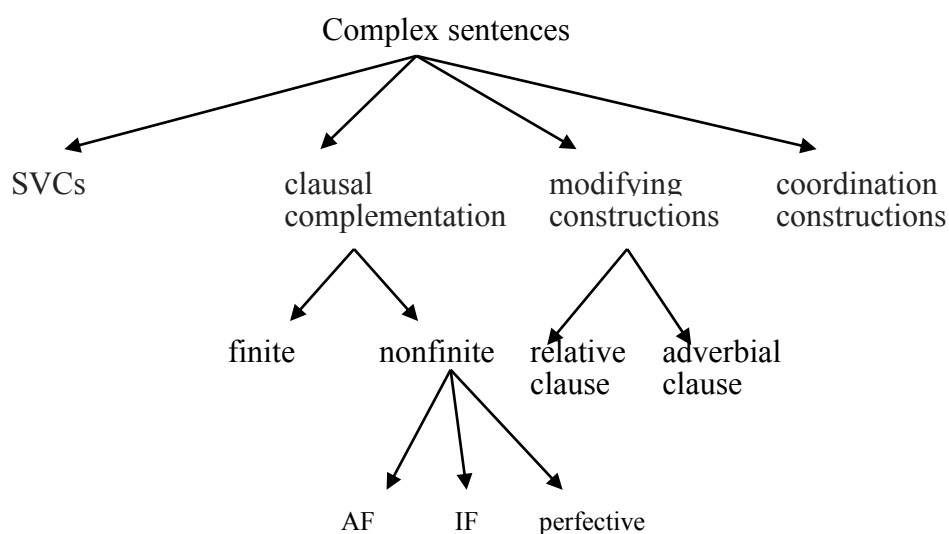 Complex sentences
SVCs
clausal
complementation
modifying
constructions
coordination
constructions
finite
nonfinite
relative
clause
adverbial
clause
AF
IF
perfective